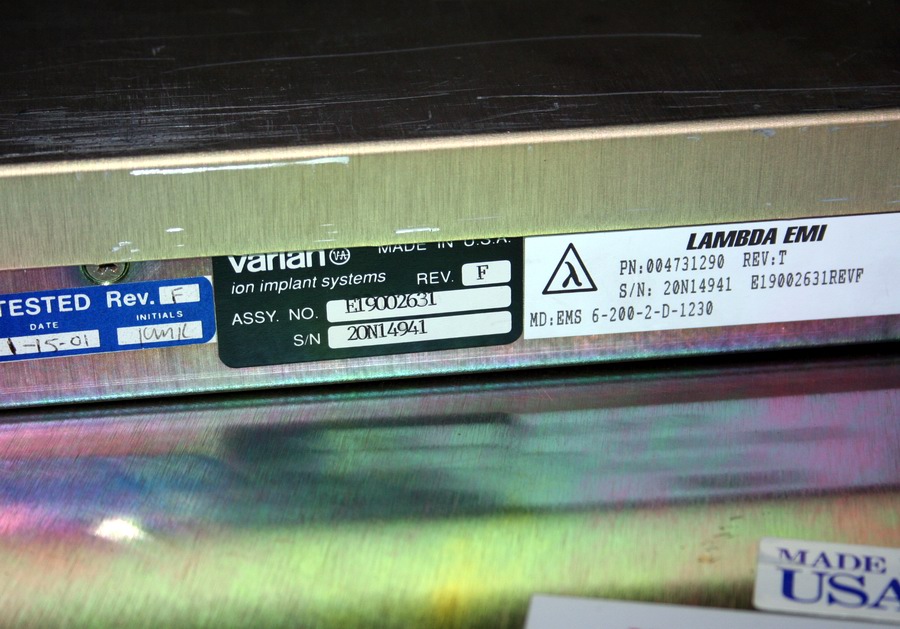 TESTED Rev. F
DATE INITIALS
1-15-01
varian VA MADE IN U.S.A.
ion implant systems REV. F
ASSY. NO. E19002631
S/N 20N14941
λ
LAMBDA EMI
PN:004731290 REV:T
S/N: 20N14941 E19002631REVF
MD:EMS 6-200-2-D-1230
MADE
USA